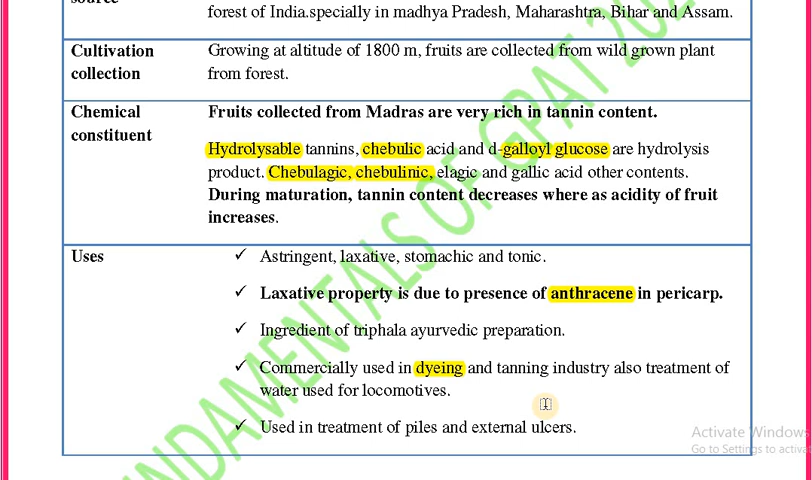 source
forest of India.specially in madhya Pradesh, Maharashtra, Bihar and Assam.
Cultivation collection
Growing at altitude of 1800 m, fruits are collected from wild grown plant
from forest.
Chemical constituent
Fruits collected from Madras are very rich in tannin content.
Hydrolysable tannins, chebulic acid and d-galloyl glucose are hydrolysis
product. Chebulagic, chebulinic, elagic and gallic acid other contents.
During maturation, tannin content decreases where as acidity of fruit
increases.
Uses
✓ Astringent, laxative, stomachic and tonic.
✓ Laxative property is due to presence of anthracene in pericarp.
✓ Ingredient of triphala ayurvedic preparation.
✓ Commercially used in dyeing and tanning industry also treatment of
water used for locomotives.
✓ Used in treatment of piles and external ulcers.
NDAMENTALS OF GPAT 202
Activate Windows
Go to Settings to activa